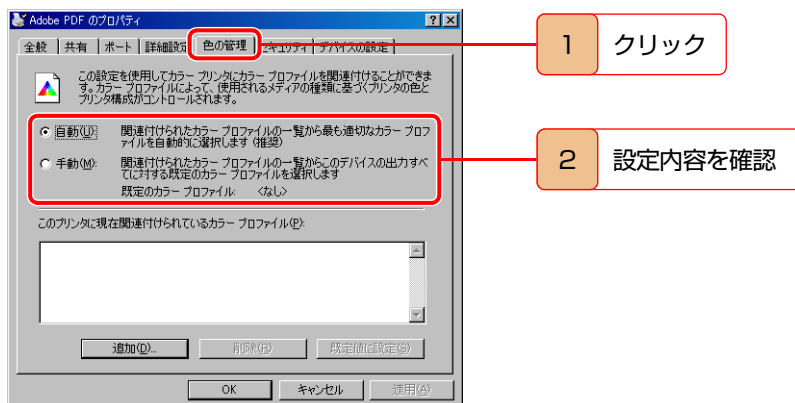 Adobe PDF のプロパティ
全般 共有 ポート 詳細設定 色の管理 セキュリティ デバイスの設定
この設定を使用してカラー プリンタにカラー プロファイルを関連付けることができま
す。カラー プロファイルによって、使用されるメディアの種類に基づくプリンタの色と
プリンタ構成がコントロールされます。
自動(U): 関連付けられたカラー プロファイルの一覧から最も適切なカラー プロフ
ァイルを自動的に選択します (推奨)
手動(M): 関連付けられたカラー プロファイルの一覧からこのデバイスの出力すべ
てに対する既定のカラー プロファイルを選択します
既定のカラー プロファイル: <なし>
このプリンタに現在関連付けられているカラー プロファイル(P):
追加(D)... 削除(R) 既定値に設定(S)
OK キャンセル 適用(A)
1 クリック
2 設定内容を確認